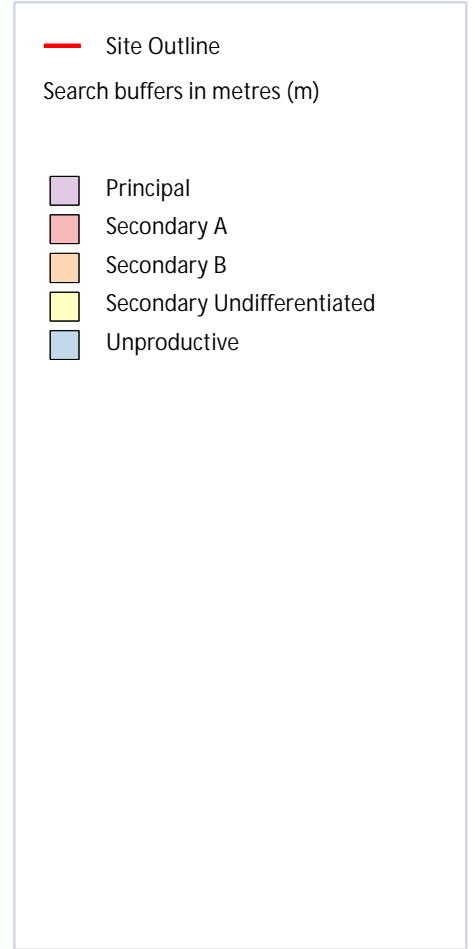 Site Outline
Search buffers in metres (m)
Principal
Secondary A
Secondary B
Secondary Undifferentiated
Unproductive